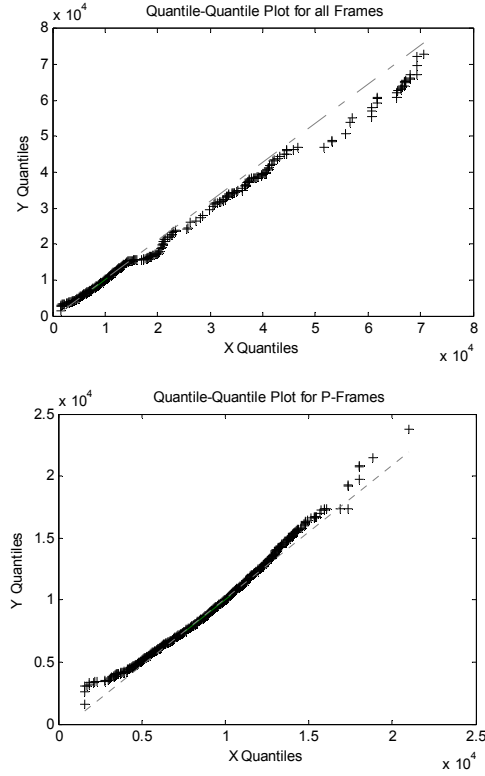 x 10^4
Quantile-Quantile Plot for all Frames
8
7
6
5
4
3
2
1
0
Y Quantiles
0 1 2 3 4 5 6 7 8
X Quantiles
x 10^4
x 10^4
Quantile-Quantile Plot for P-Frames
2.5
2
1.5
1
0.5
0
Y Quantiles
0 0.5 1 1.5 2 2.5
X Quantiles
x 10^4